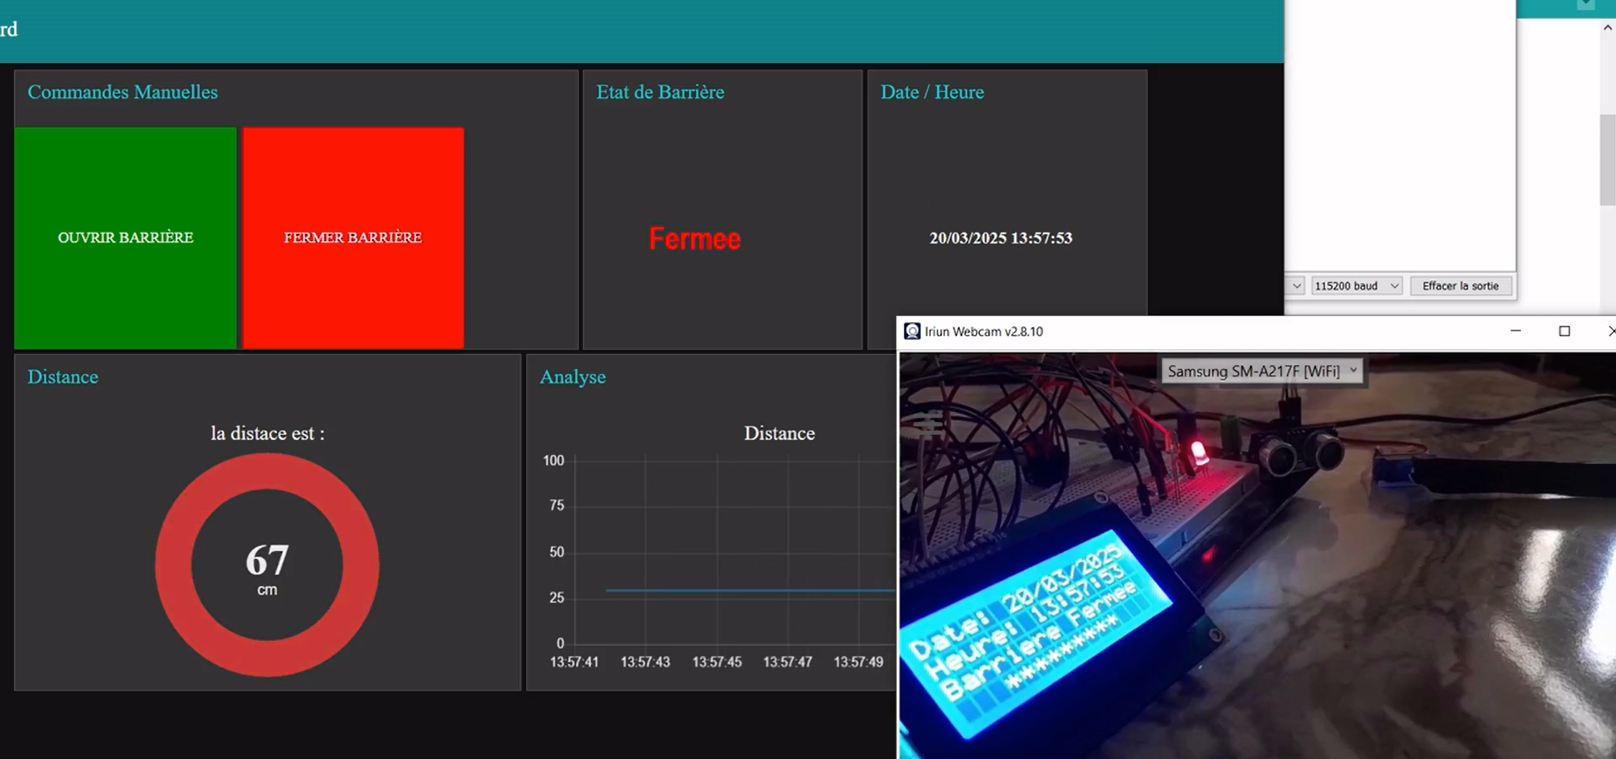 rd
Commandes Manuelles
OUVRIR BARRIÈRE
FERMER BARRIÈRE
Etat de Barrière
Fermee
Date / Heure
20/03/2025 13:57:53
115200 baud
Effacer la sortie
Distance
la distace est :
67
cm
Analyse
Distance
100
75
50
25
0
13:57:41
13:57:43
13:57:45
13:57:47
13:57:49
Iriun Webcam v2.8.10
Samsung SM-A217F [WiFi]
Date: 20/03/2025
Heure: 13:57:53
Barriere Fermee
*********